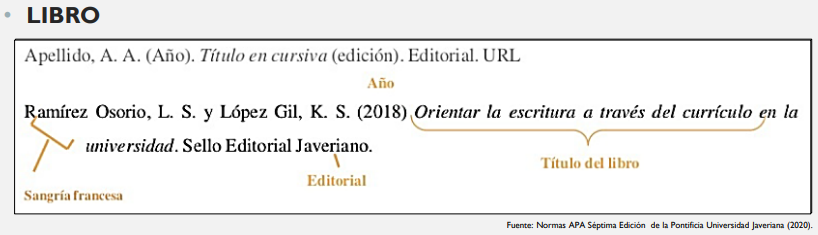 • LIBRO
Apellido, A. A. (Año). Título en cursiva (edición). Editorial. URL
Año
Ramírez Osorio, L. S. y López Gil, K. S. (2018) Orientar la escritura a través del currículo en la
universidad. Sello Editorial Javeriano.
Título del libro
Editorial
Sangría francesa
Fuente: Normas APA Séptima Edición de la Pontificia Universidad Javeriana (2020).